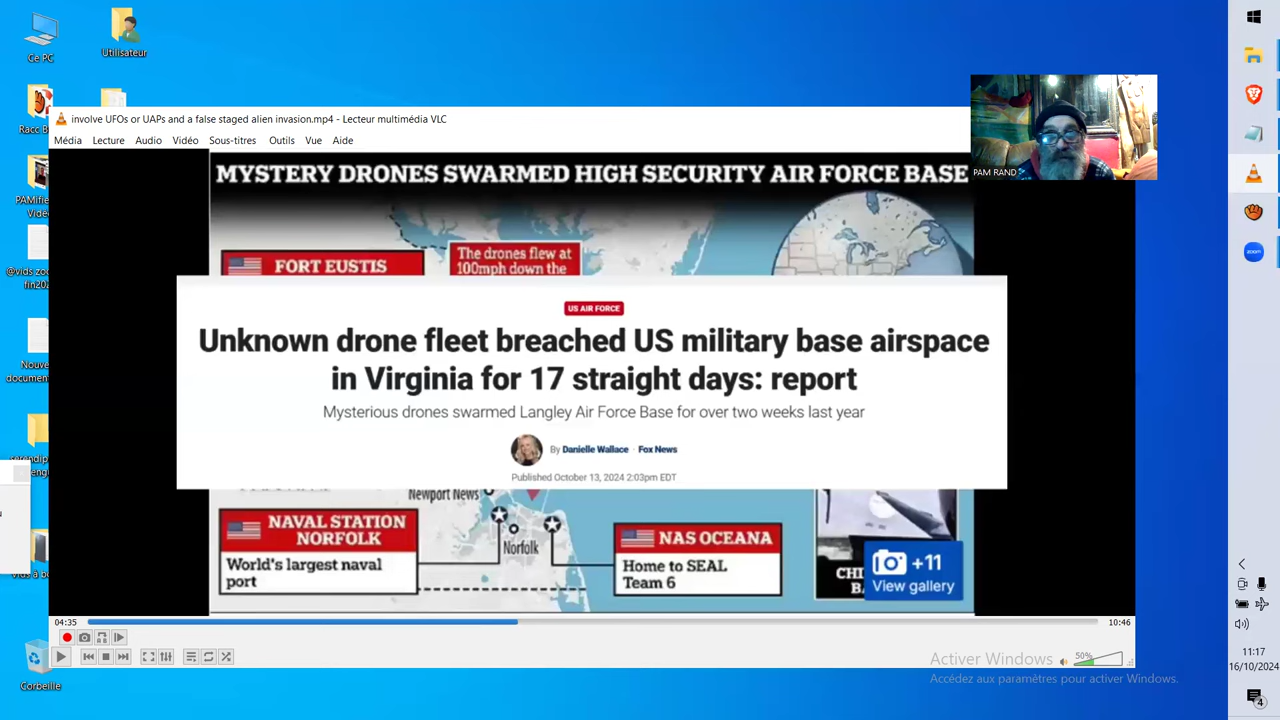 Ce PC
Utilisateur
involve UFOs or UAPs and a false staged alien invasion.mp4 - Lecteur multimédia VLC
Média Lecture Audio Vidéo Sous-titres Outils Vue Aide
PAM RAND
MYSTERY DRONES SWARMED HIGH SECURITY AIR FORCE BASE
FORT EUSTIS
The drones flew at
100mph down the
US AIR FORCE
Unknown drone fleet breached US military base airspace
in Virginia for 17 straight days: report
Mysterious drones swarmed Langley Air Force Base for over two weeks last year
By Danielle Wallace · Fox News
Published October 13, 2024 2:03pm EDT
Newport News
NAVAL STATION
NORFOLK
World's largest naval
port
Norfolk
NAS OCEANA
Home to SEAL
Team 6
+11
View gallery
04:35
10:46
50%
Activer Windows
Accédez aux paramètres pour activer Windows.
Corbeille
11:17
16/10/2024
4